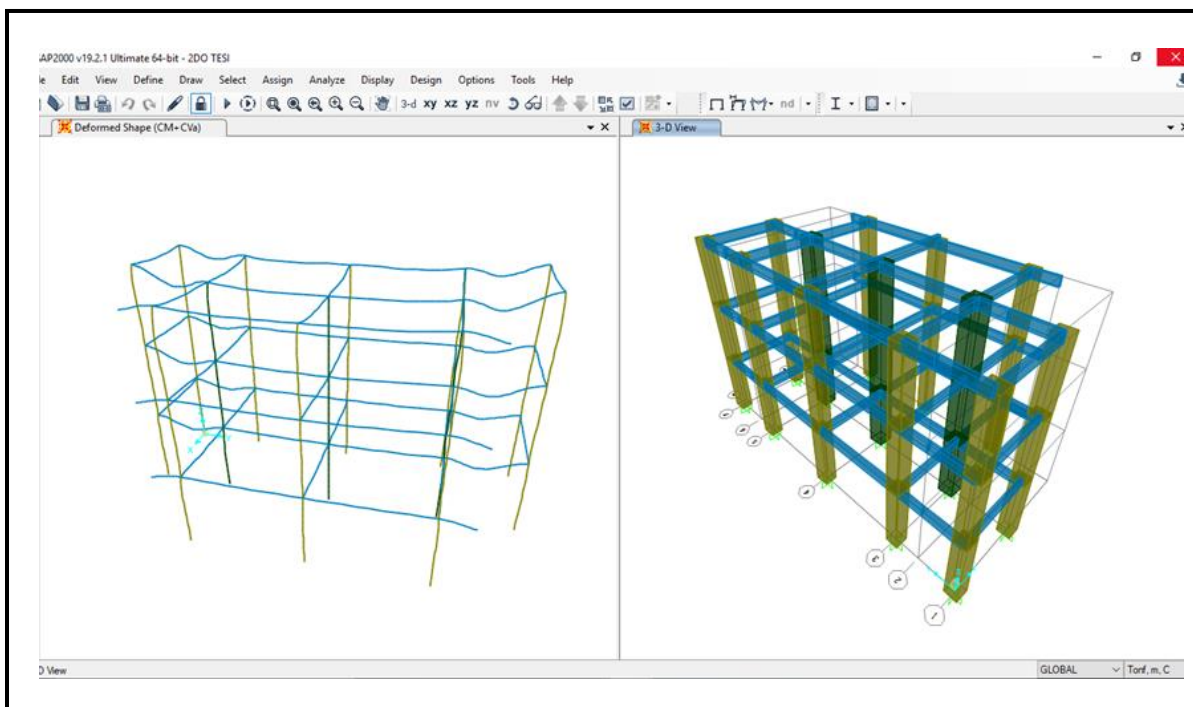 SAP2000 v19.2.1 Ultimate 64-bit - 2DO TESI
Edit View Define Draw Select Assign Analyze Display Design Options Tools Help
3-d xy xz yz nv nd
Deformed Shape (CM+CVa)
3-D View
X
Y
D View
GLOBAL
Tonf, m, C